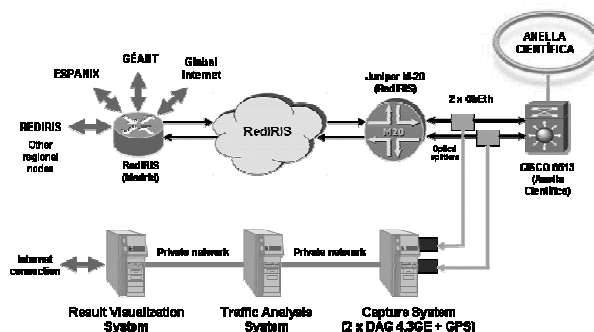 ANELLA
CIENTÍFICA
GÉANT
ESPANIX
Global
Internet
Juniper M-20
(RedIRIS)
2 x GbEth
REDIRIS
Other
regional
nodes
RedIRIS
(Madrid)
RedIRIS
M20
Optical
splitters
CISCO 6513
(Anella
Científica)
Internet
connection
Private network
Private network
Result Visualization
System
Traffic Analysis
System
Capture System
(2 x DAG 4.3GE + GPS)